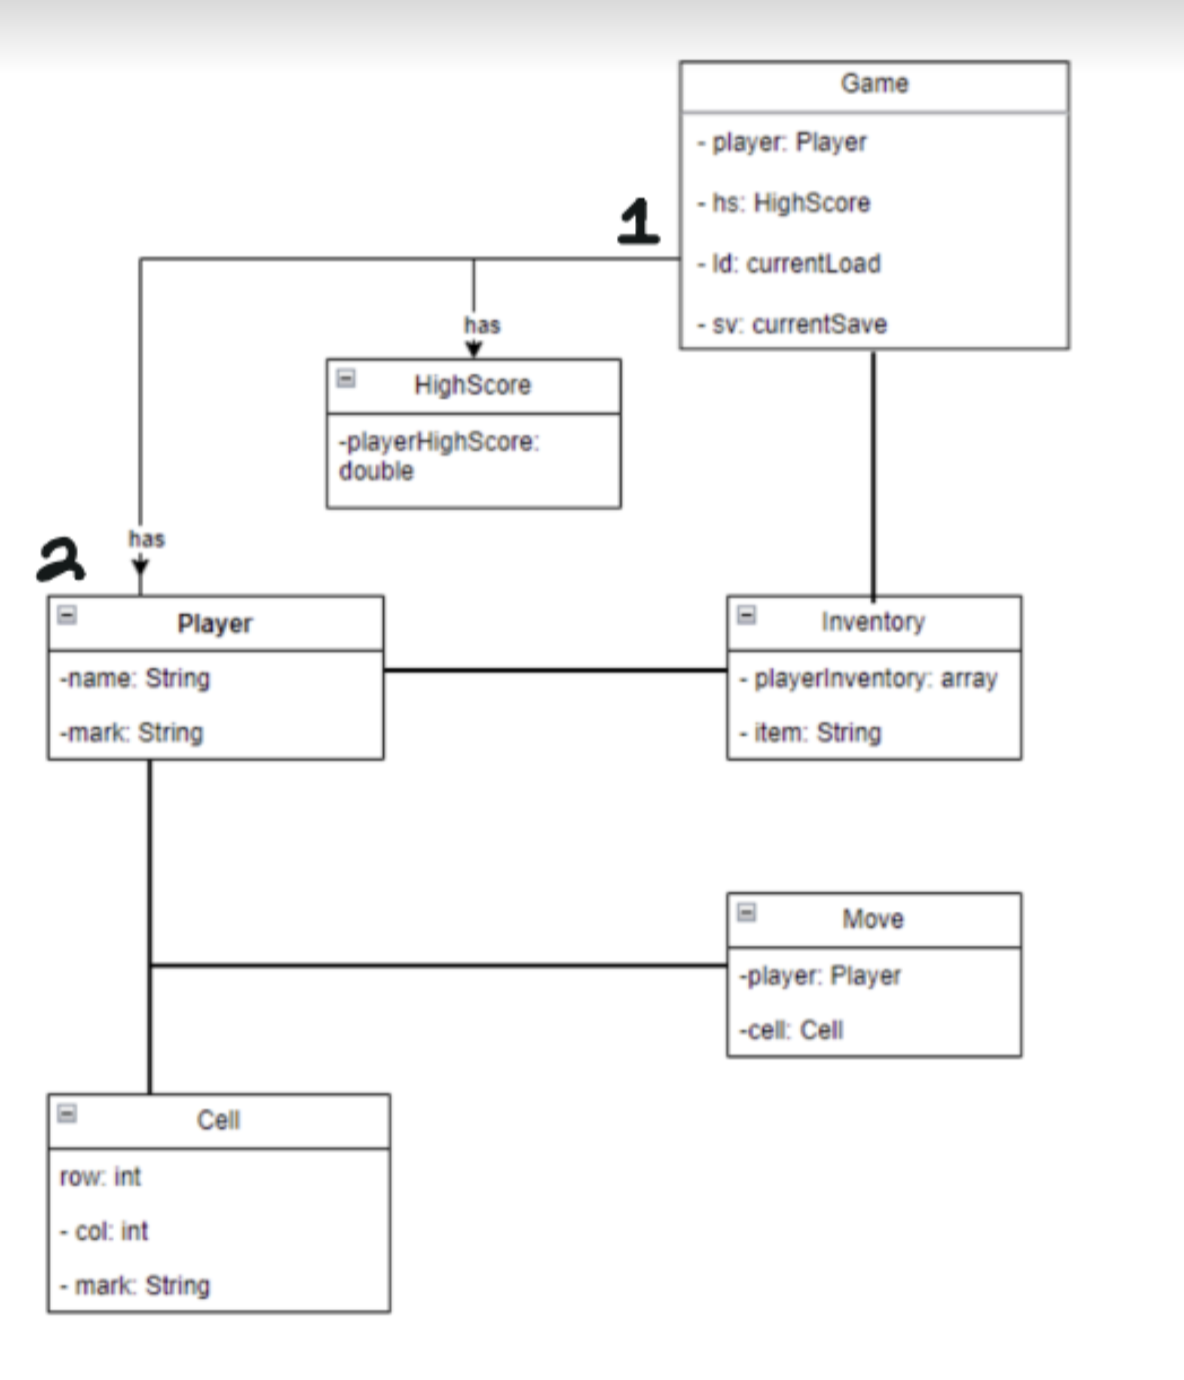 Game
- player: Player
- hs: HighScore
- ld: currentLoad
- sv: currentSave
1
has
HighScore
-playerHighScore:
double
has
2
Player
-name: String
-mark: String
Inventory
- playerInventory: array
- item: String
Move
-player: Player
-cell: Cell
Cell
row: int
- col: int
- mark: String